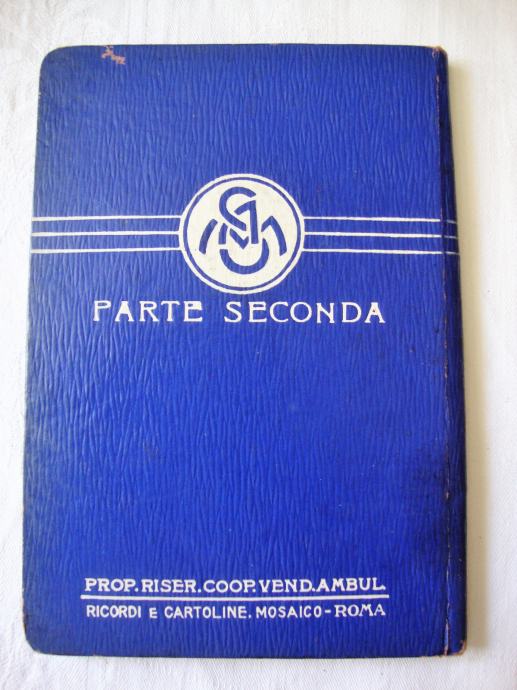 PARTE SECONDA
PROP. RISER. COOP. VEND. AMBUL.
RICORDI E CARTOLINE. MOSAICO - ROMA